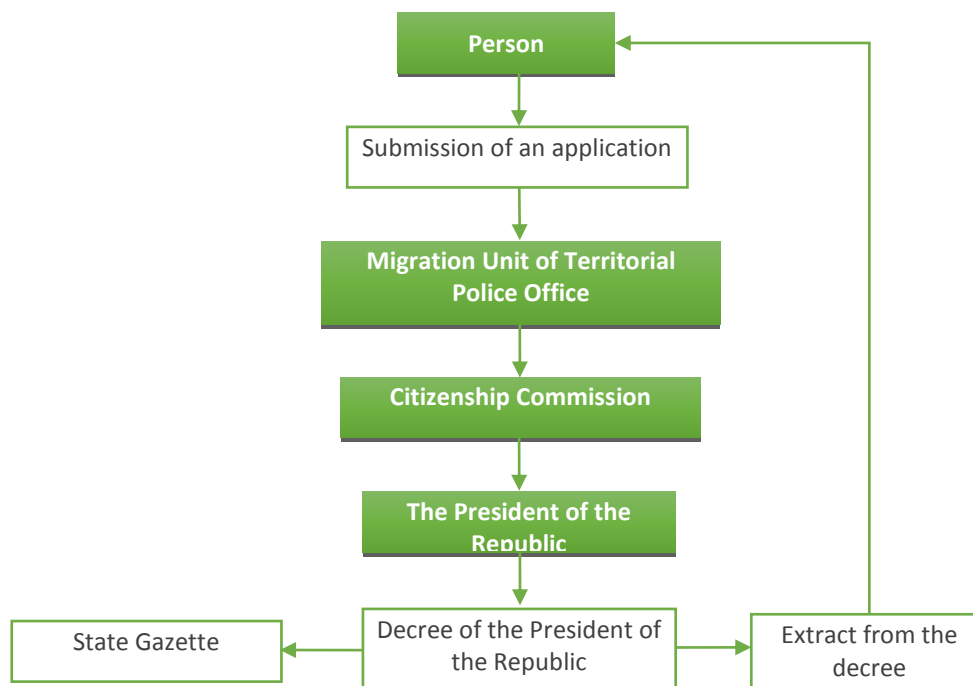 Person
Submission of an application
Migration Unit of Territorial
Police Office
Citizenship Commission
The President of the
Republic
State Gazette
Decree of the President of
the Republic
Extract from the
decree